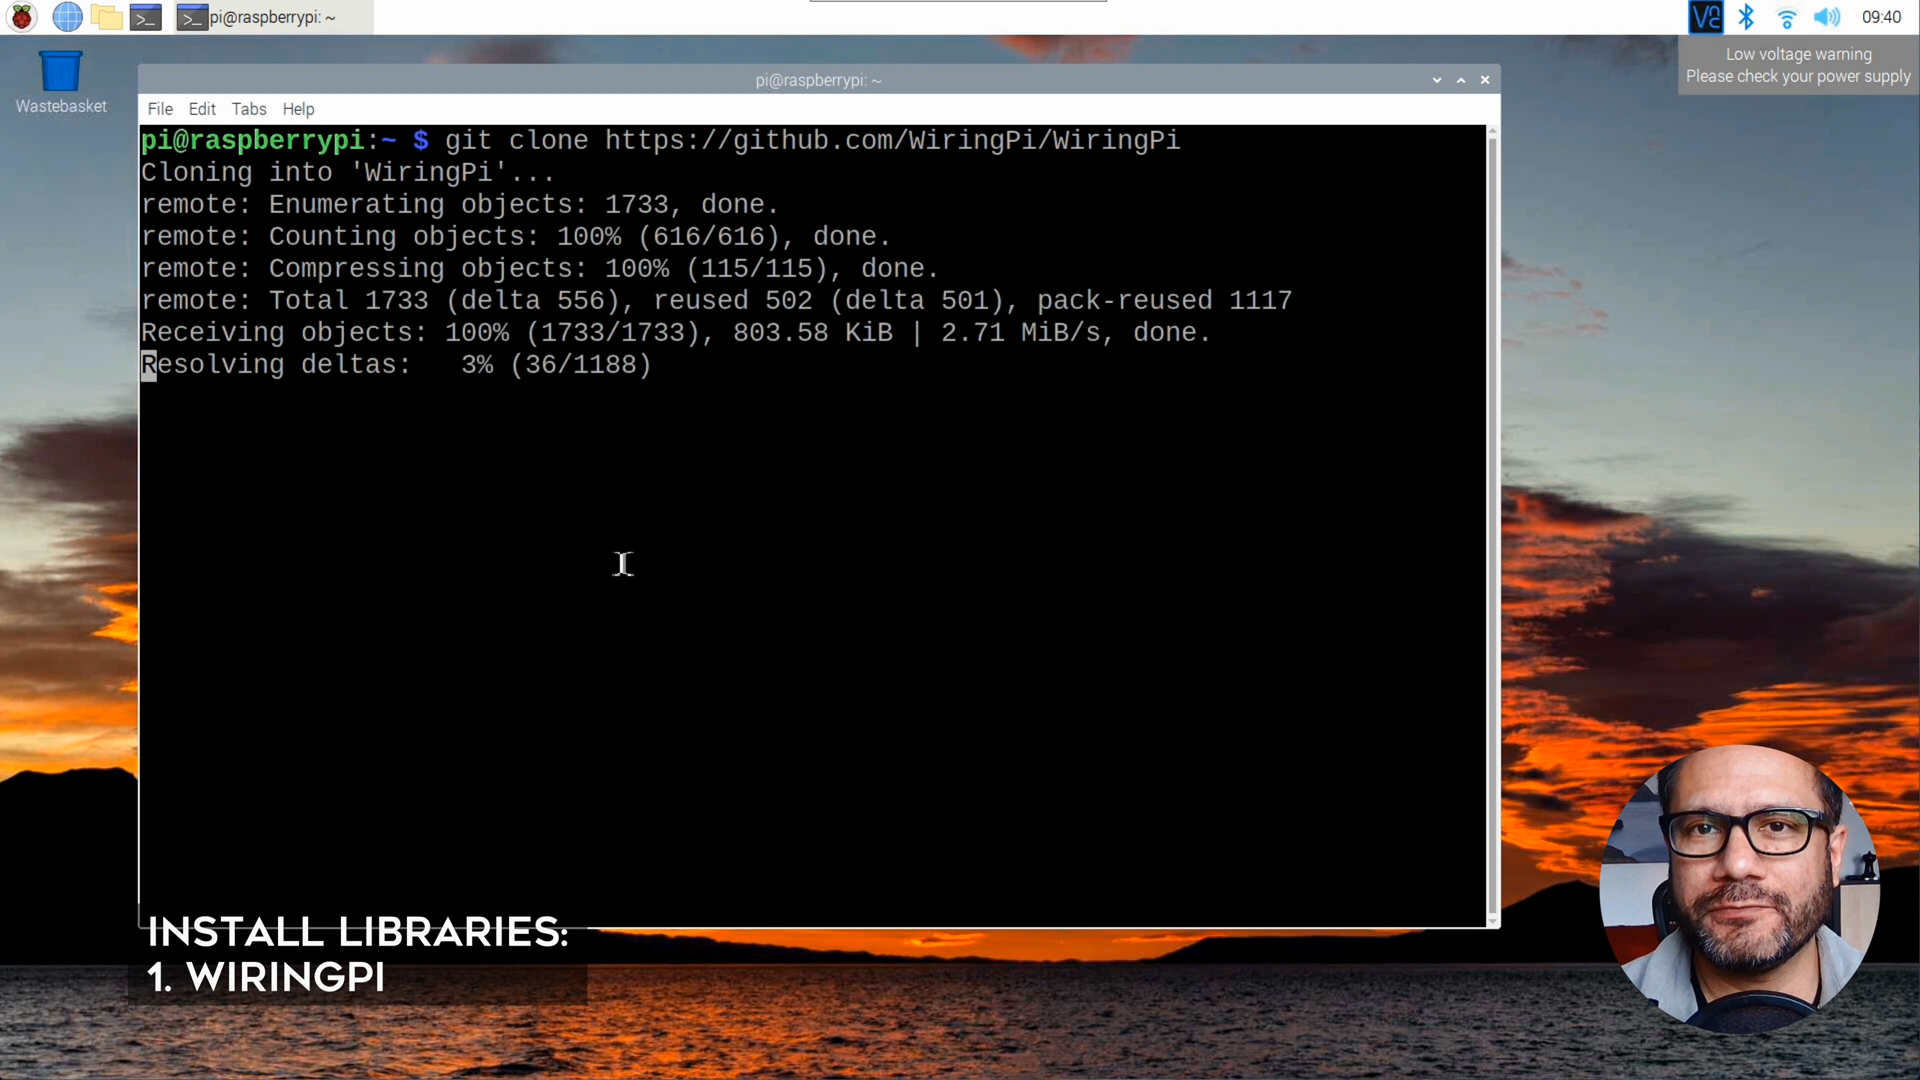 pi@raspberrypi: ~
09:40
Low voltage warning
Please check your power supply
Wastebasket
pi@raspberrypi: ~
File Edit Tabs Help
pi@raspberrypi:~ $ git clone https://github.com/WiringPi/WiringPi
Cloning into 'WiringPi'...
remote: Enumerating objects: 1733, done.
remote: Counting objects: 100% (616/616), done.
remote: Compressing objects: 100% (115/115), done.
remote: Total 1733 (delta 556), reused 502 (delta 501), pack-reused 1117
Receiving objects: 100% (1733/1733), 803.58 KiB | 2.71 MiB/s, done.
Resolving deltas:   3% (36/1188)
INSTALL LIBRARIES:
1. WIRINGPI